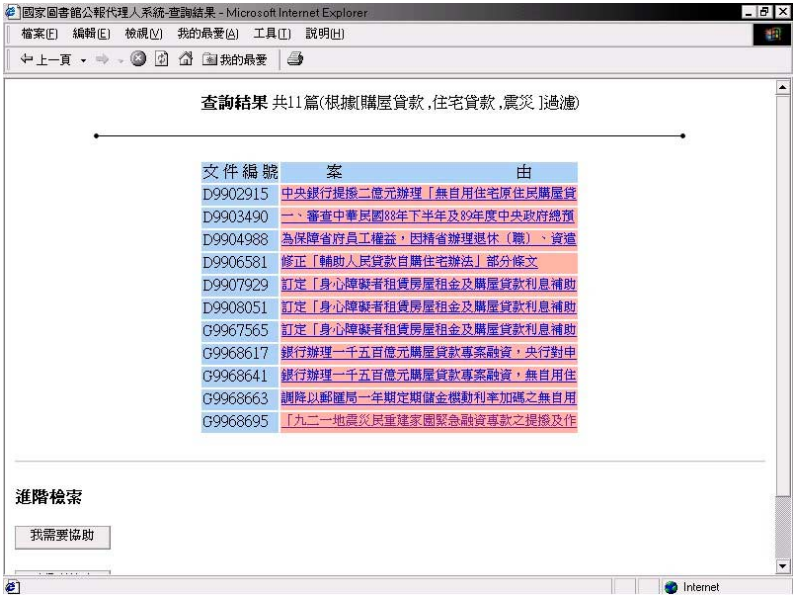 國家圖書館公報代理人系統-查詢結果 - Microsoft Internet Explorer
檔案(F) 編輯(E) 檢視(V) 我的最愛(A) 工具(T) 說明(H)
上一頁 我的最愛
查詢結果 共11篇(根據[購屋貸款,住宅貸款,震災 ]過濾)
文件編號 案 由
D9902915 中央銀行提撥二億元辦理「無自用住宅原住民購屋貸
D9903490 一、審查中華民國88年下半年及89年度中央政府總預
D9904988 為保障省府員工權益，因精省辦理退休（職）、資遣
D9906581 修正「輔助人民貸款自購住宅辦法」部分條文
D9907929 訂定「身心障礙者租賃房屋租金及購屋貸款利息補助
D9908051 訂定「身心障礙者租賃房屋租金及購屋貸款利息補助
G9967565 訂定「身心障礙者租賃房屋租金及購屋貸款利息補助
G9968617 銀行辦理一千五百億元購屋貸款專案融資，央行對申
G9968641 銀行辦理一千五百億元購屋貸款專案融資，無自用住
G9968663 調降以郵匯局一年期定期儲金機動利率加碼之無自用
G9968695 「九二一地震災民重建家園緊急融資專款之提撥及作
進階檢索
我需要協助
Internet